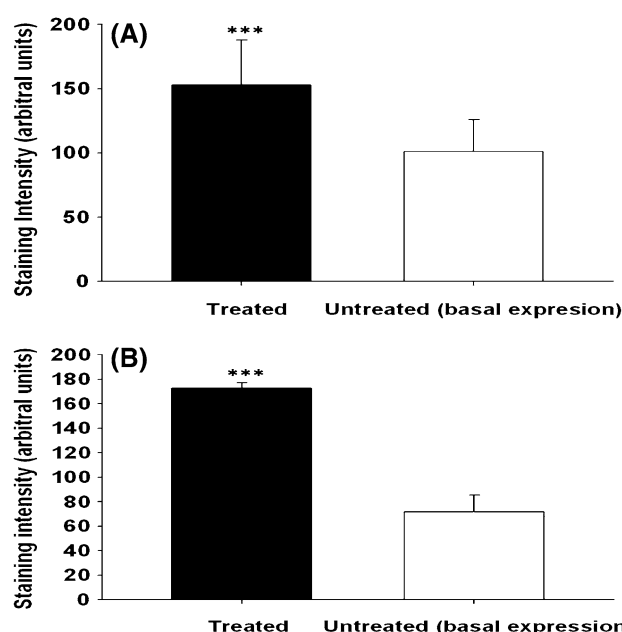 (A)
***
Staining Intensity (arbitral units)
200
150
100
50
0
Treated
Untreated (basal expresion)
(B)
***
Staining intensity (arbitral units)
200
180
160
140
120
100
80
60
40
20
0
Treated
Untreated (basal expression